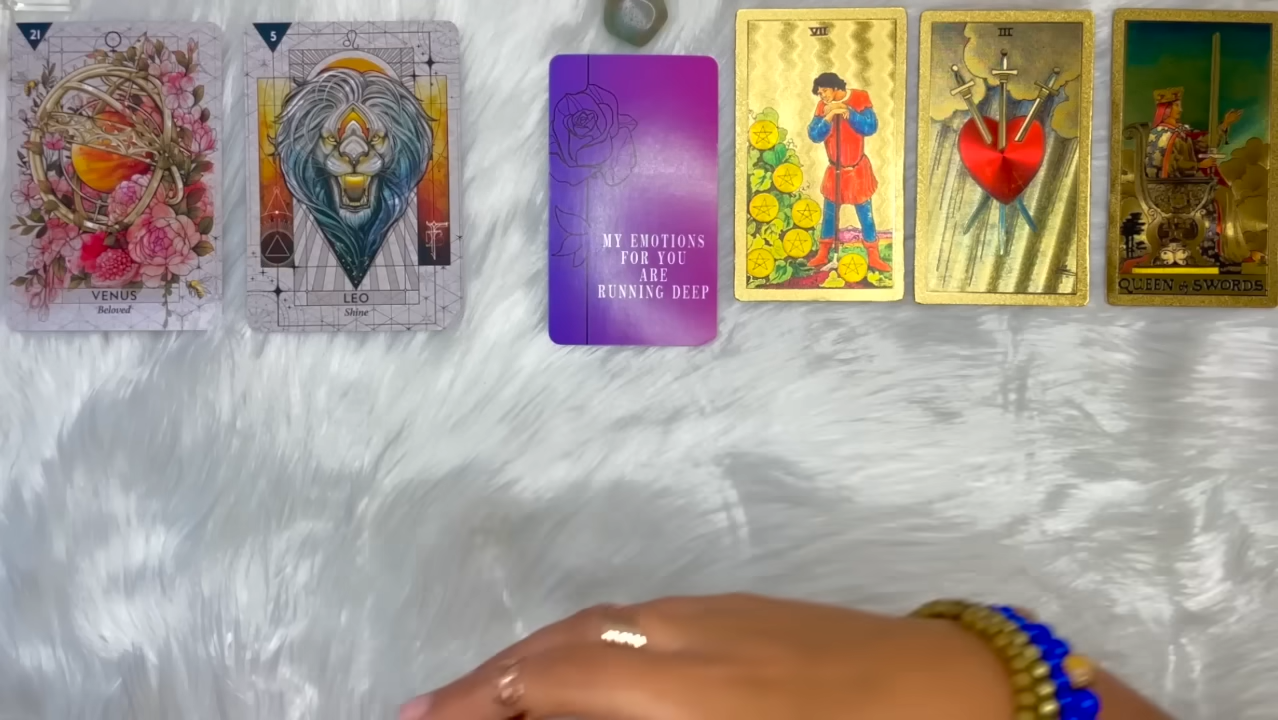 21
VENUS
Beloved
5
LEO
Shine
MY EMOTIONS
FOR YOU
ARE
RUNNING DEEP
VII
III
QUEEN of SWORDS.